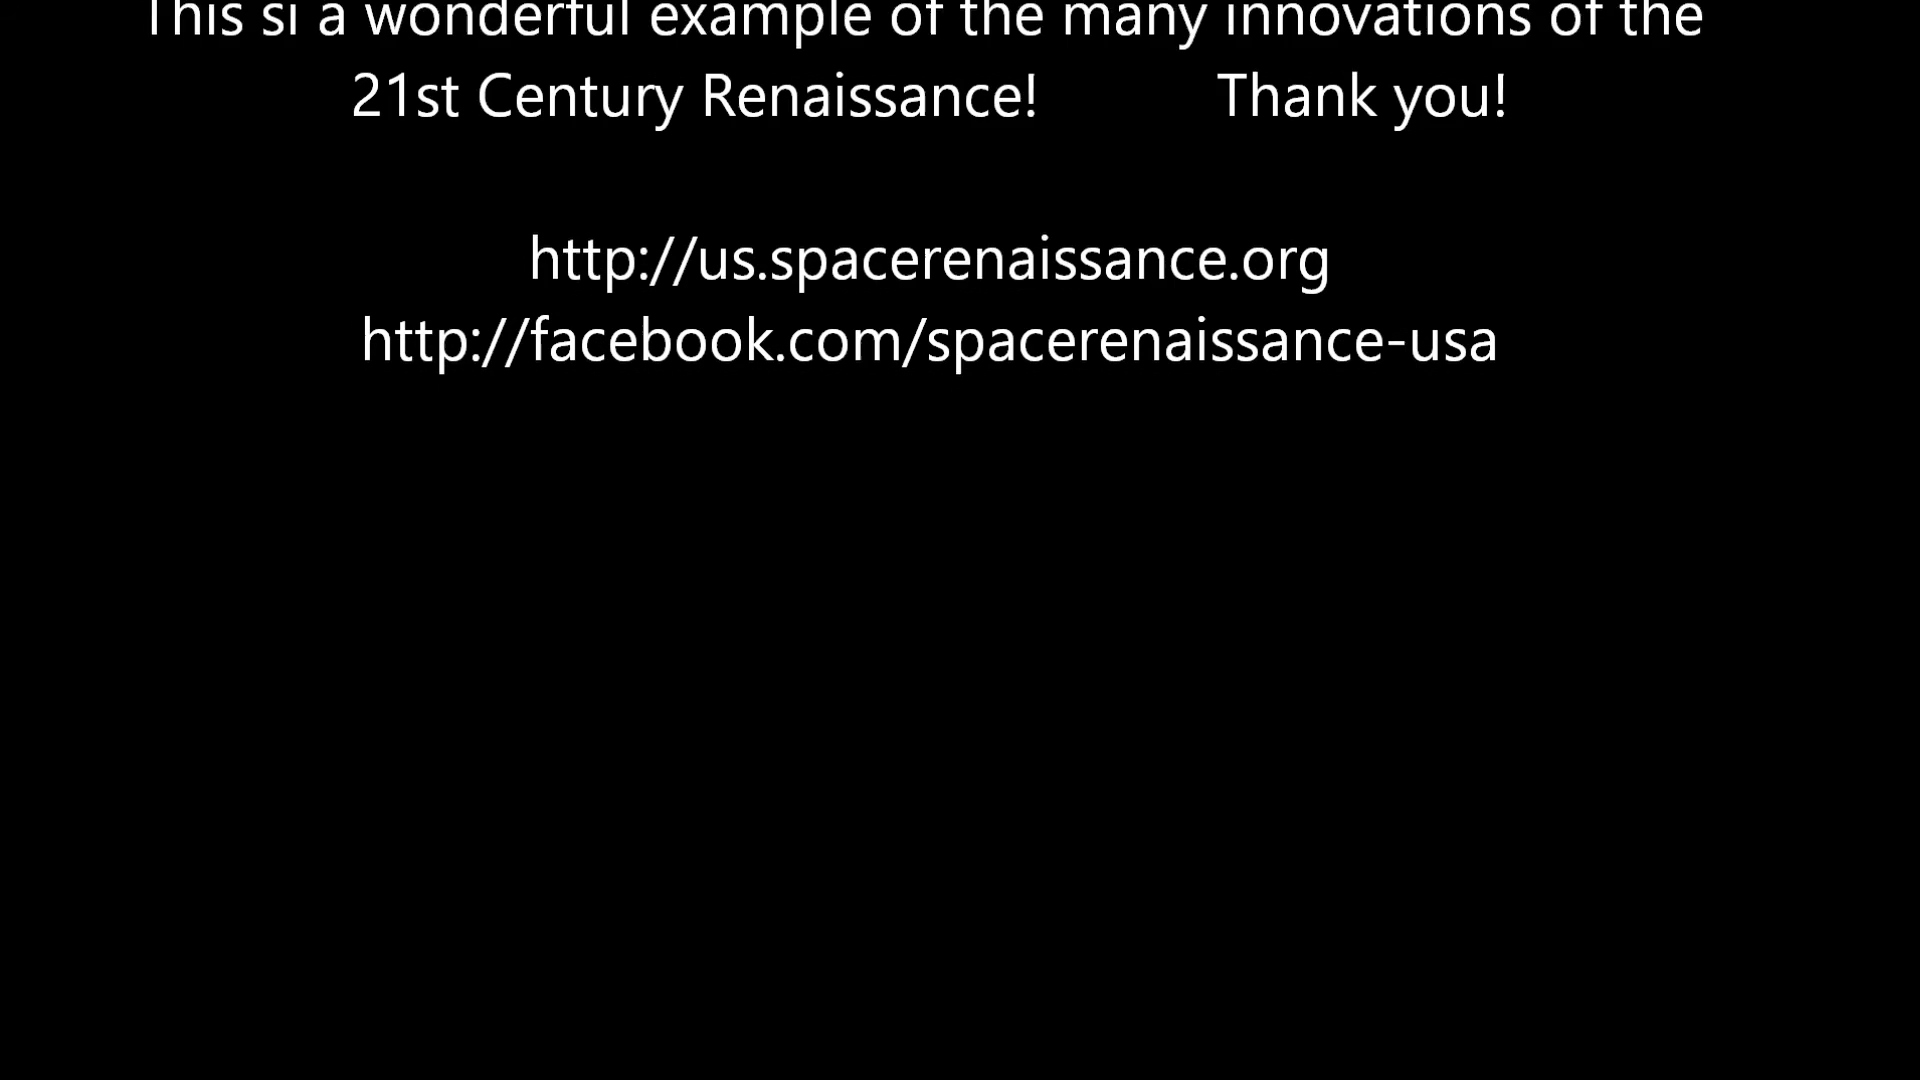 This si a wonderful example of the many innovations of the
21st Century Renaissance! Thank you!
http://us.spacerenaissance.org
http://facebook.com/spacerenaissance-usa